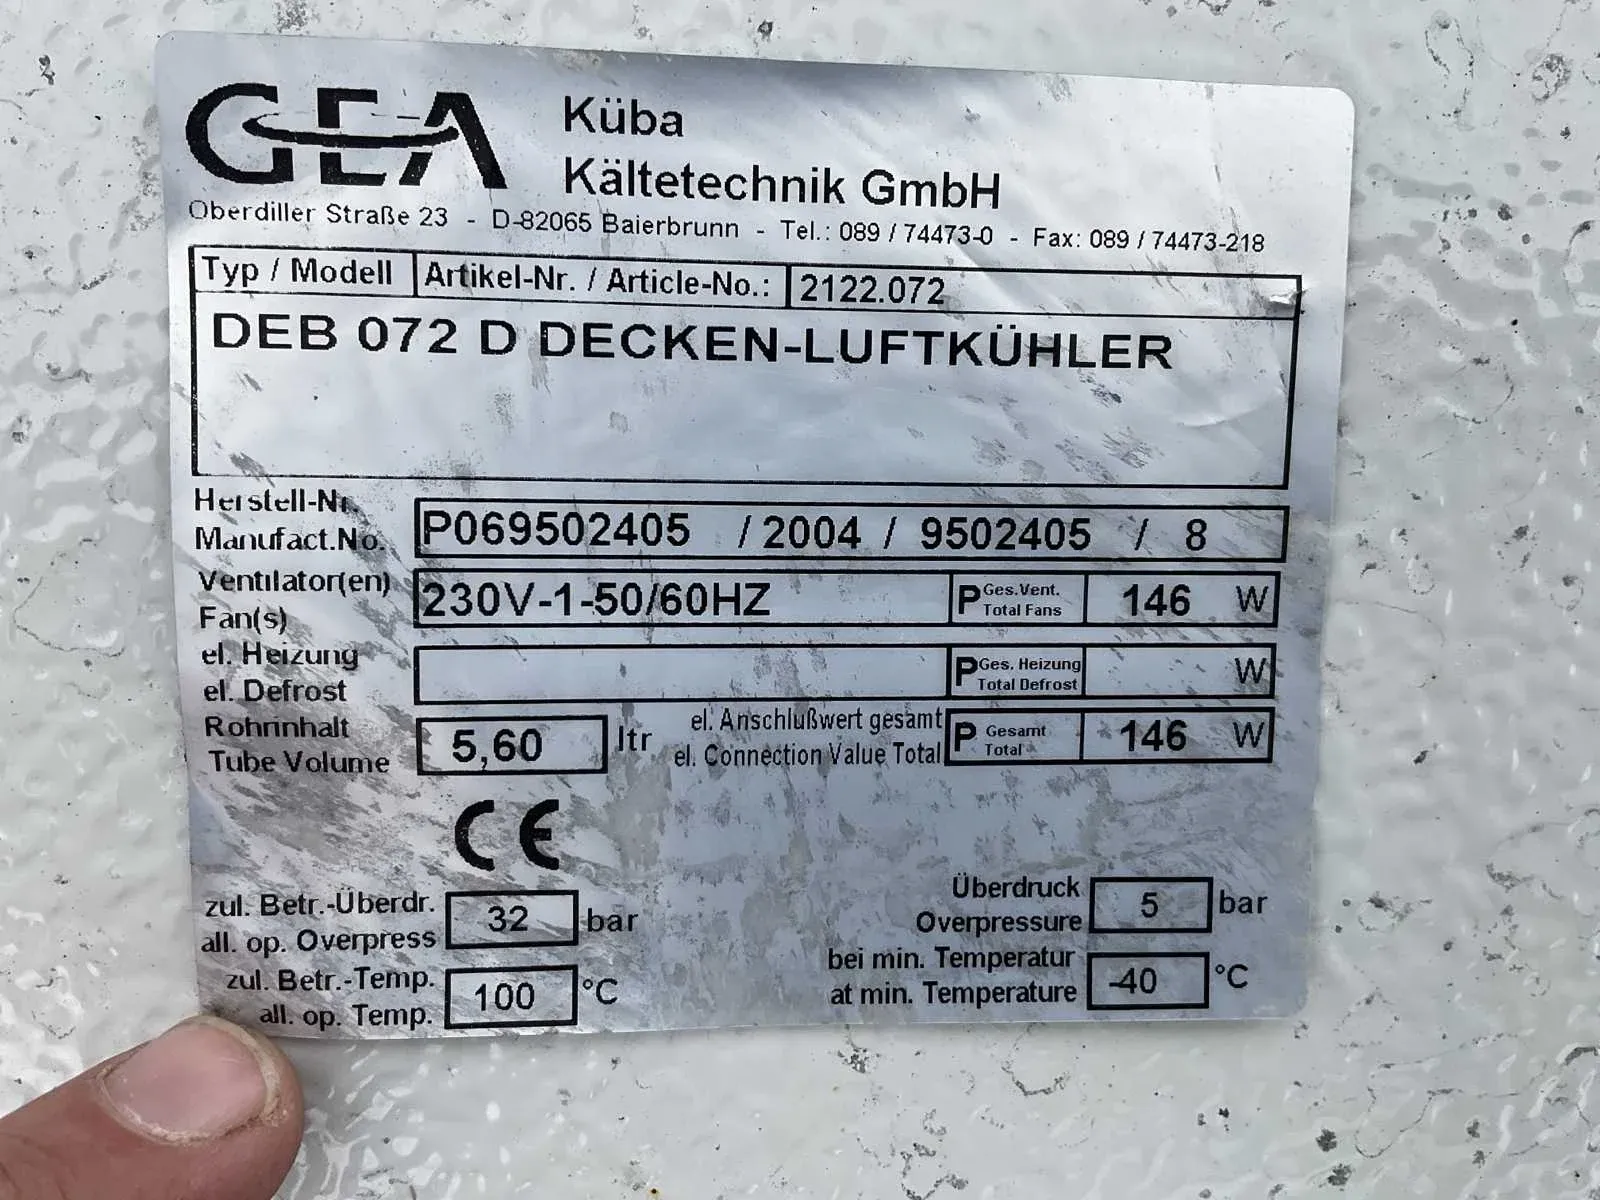 GEA
Küba
Kältetechnik GmbH
Oberdiller Straße 23 - D-82065 Baierbrunn - Tel.: 089 / 74473-0 - Fax: 089 / 74473-218
Typ / Modell Artikel-Nr. / Article-No.: 2122.072
DEB 072 D DECKEN-LUFTKÜHLER
Herstell-Nr.
Manufact.No. P069502405 / 2004 / 9502405 / 8
Ventilator(en)
Fan(s) 230V-1-50/60HZ P Ges.Vent. Total Fans 146 W
el. Heizung
el. Defrost P Ges. Heizung Total Defrost W
Rohrinhalt
Tube Volume 5,60 ltr
el. Anschlußwert gesamt
el. Connection Value Total P Gesamt Total 146 W
CE
zul. Betr.-Überdr.
all. op. Overpress 32 bar
Überdruck
Overpressure 5 bar
zul. Betr.-Temp.
all. op. Temp. 100 °C
bei min. Temperatur
at min. Temperature -40 °C